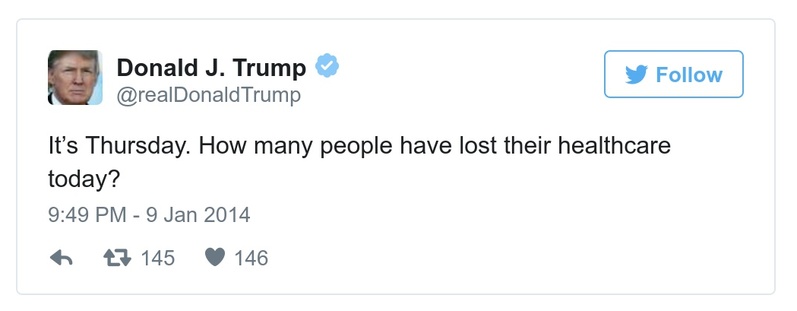 Donald J. Trump
@realDonaldTrump
Follow
It’s Thursday. How many people have lost their healthcare
today?
9:49 PM - 9 Jan 2014
145 146